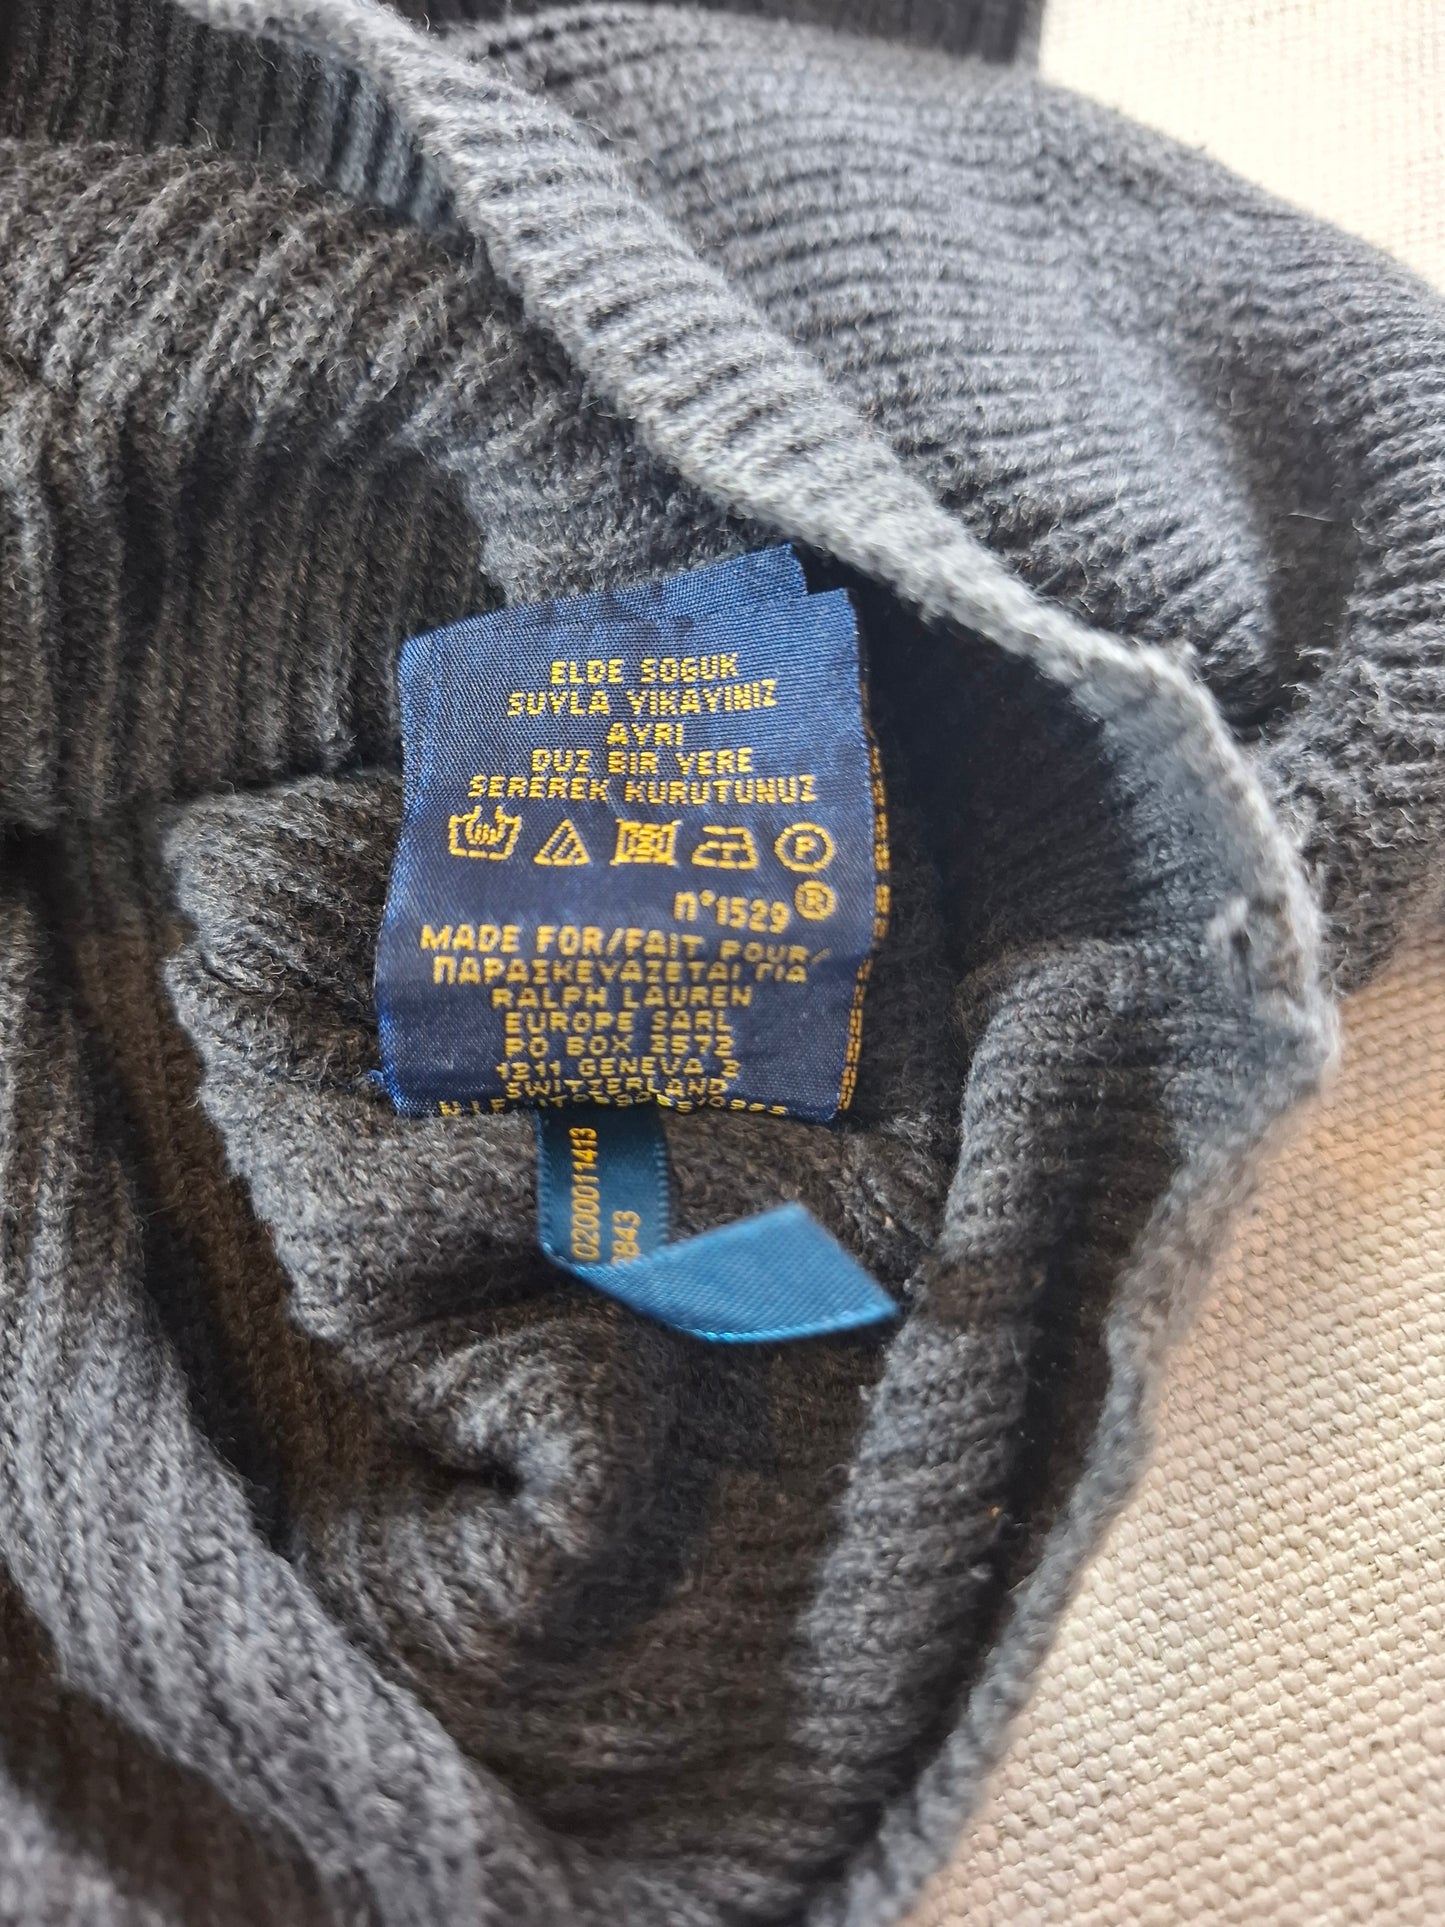 ELDE SOGUK
SUYLA YIKAYINIZ
AYRI
DUZ BIR YERE
SEREREK KURUTUNUZ
P
n°1529 ®
MADE FOR/FAIT POUR/
ΠΑΡΑΣΚΕΥΑΖΕΤΑΙ ΓΙΑ
RALPH LAUREN
EUROPE SARL
PO BOX 2572
1211 GENEVA 2
SWITZERLAND
0200011413